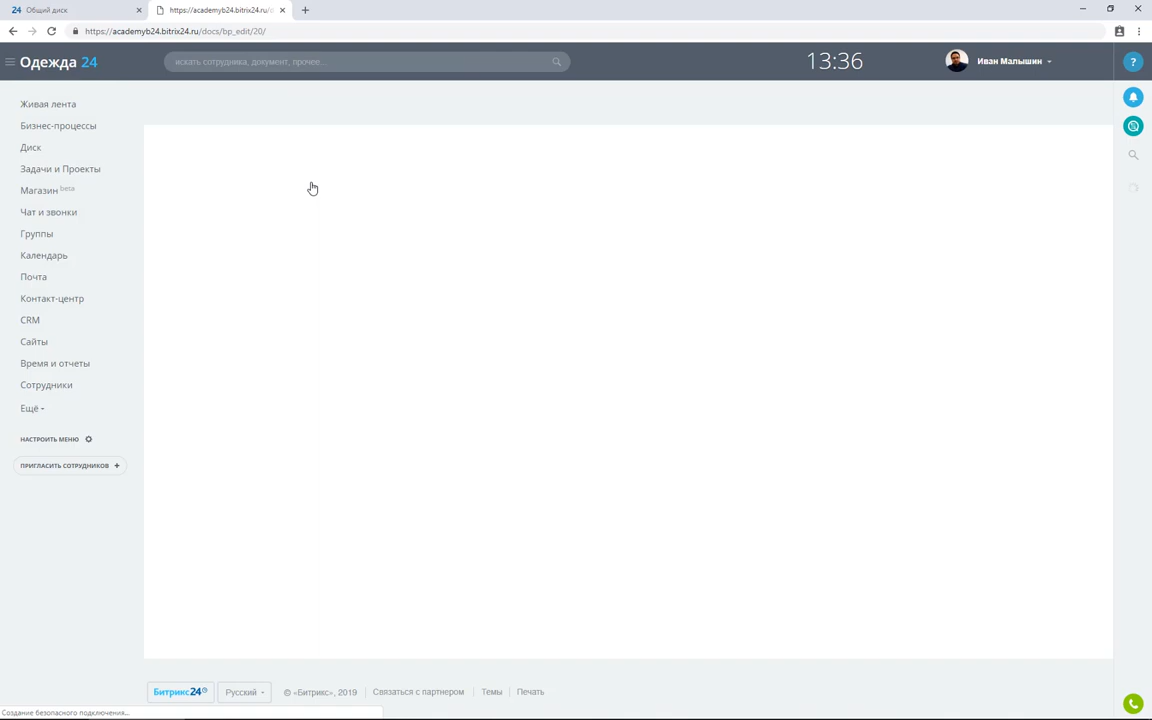 24 Общий диск
https://academyb24.bitrix24.ru/d
https://academyb24.bitrix24.ru/docs/bp_edit/20/
Одежда 24
искать сотрудника, документ, прочее...
13:36
Иван Малышин
?
Живая лента
Бизнес-процессы
Диск
Задачи и Проекты
Магазин beta
Чат и звонки
Группы
Календарь
Почта
Контакт-центр
CRM
Сайты
Время и отчеты
Сотрудники
Ещё
НАСТРОИТЬ МЕНЮ
ПРИГЛАСИТЬ СОТРУДНИКОВ +
Битрикс24 Русский © «Битрикс», 2019 Связаться с партнером Темы Печать
Создание безопасного подключения...